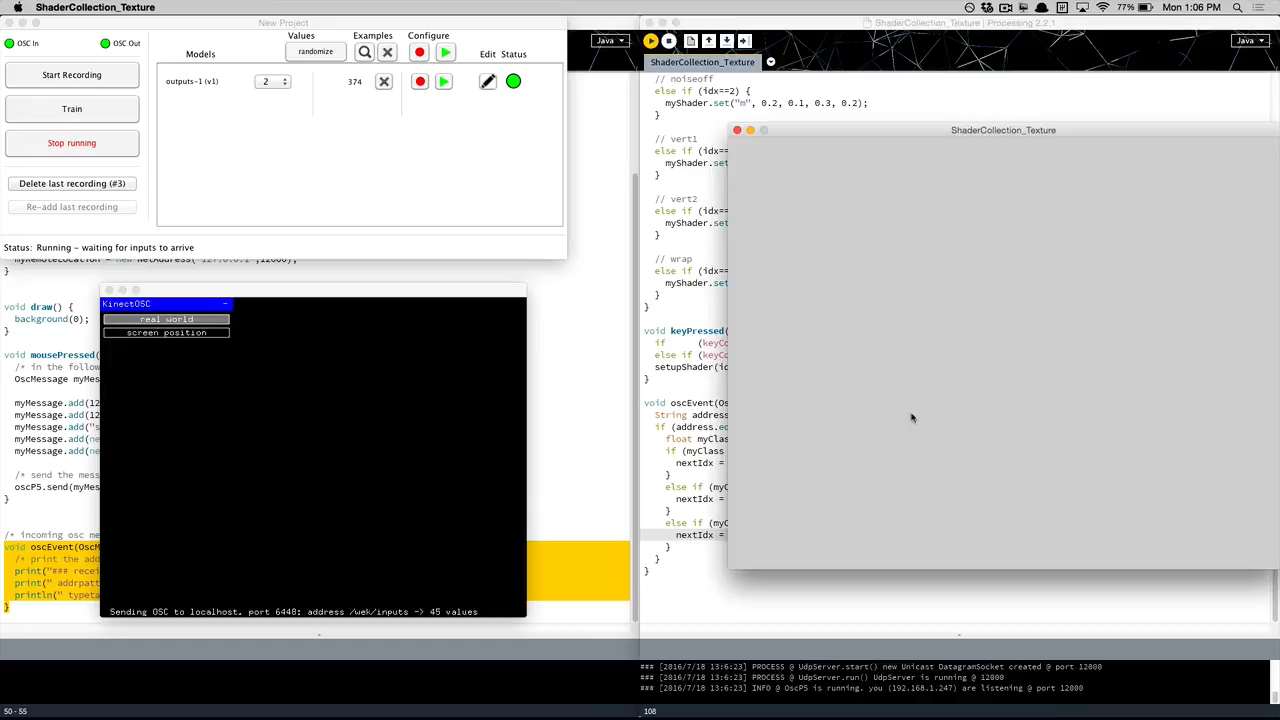 ShaderCollection_Texture
77%
Mon 1:06 PM
New Project
OSC In
OSC Out
Models
Values
Examples
Configure
randomize
Edit
Status
Start Recording
outputs-1 (v1)
2
374
Train
Stop running
Delete last recording (#3)
Re-add last recording
Status: Running - waiting for inputs to arrive
Java
}
void draw() {
background(0);
}
void mousePressed(
/* in the follow
OscMessage myMes
myMessage.add(12
myMessage.add(12
myMessage.add("s
myMessage.add(ne
myMessage.add(ne
/* send the mess
oscP5.send(myMes
}
/* incoming osc me
void oscEvent(OscM
/* print the add
print("### recei
print(" addrpatt
println(" typeta
}
50 - 55
KinectOSC
-
real world
screen position
Sending OSC to localhost, port 6448: address /wek/inputs -> 45 values
ShaderCollection_Texture | Processing 2.2.1
Java
ShaderCollection_Texture
// noiseoff
else if (idx==2) {
myShader.set("m", 0.2, 0.1, 0.3, 0.2);
}
// vert1
else if (idx==
myShader.set
}
// vert2
else if (idx==
myShader.set
}
// wrap
else if (idx==
myShader.set
}
}
void keyPressed(
if (keyCo
else if (keyCo
setupShader(id
}
void oscEvent(Os
String address
if (address.eq
float myClas
if (myClass
nextIdx =
}
else if (myC
nextIdx =
}
else if (myC
nextIdx =
}
}
}
ShaderCollection_Texture
### [2016/7/18 13:6:23] PROCESS @ UdpServer.start() new Unicast DatagramSocket created @ port 12000
### [2016/7/18 13:6:23] PROCESS @ UdpServer.run() UdpServer is running @ 12000
### [2016/7/18 13:6:23] INFO @ OscP5 is running. you (192.168.1.247) are listening @ port 12000
108